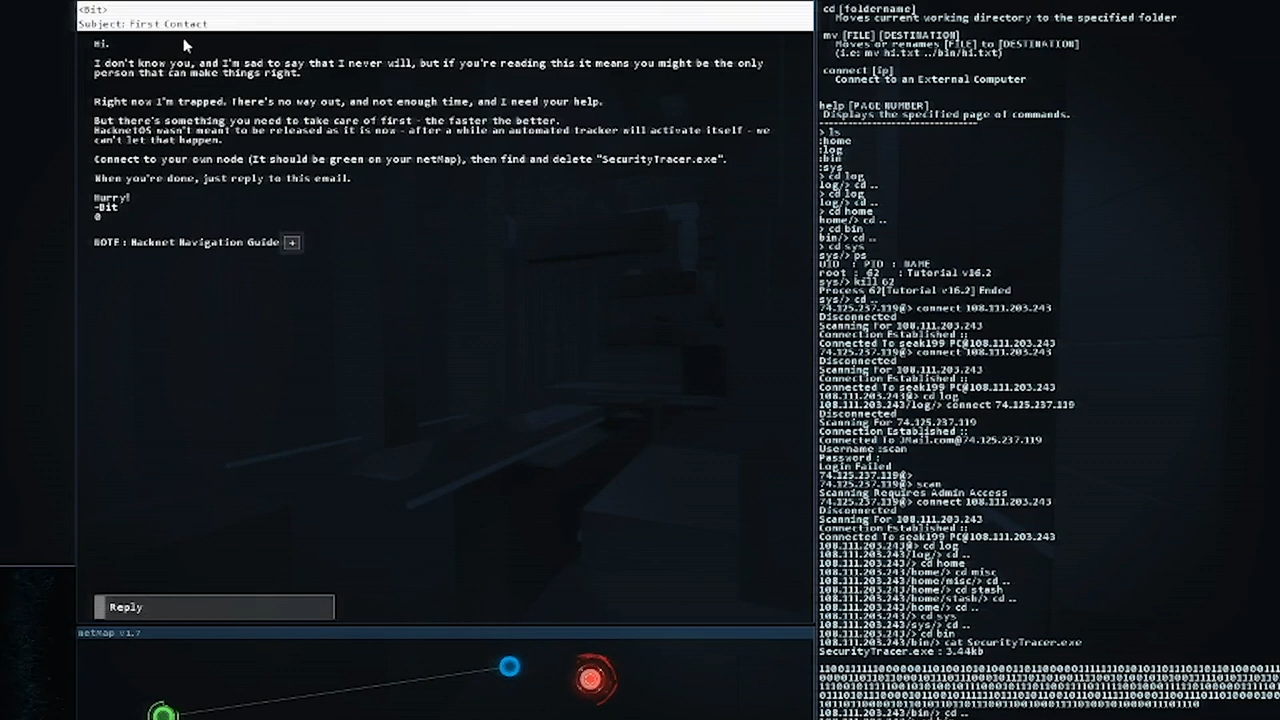 <Bit>
Subject: First Contact
Hi.
I don't know you, and I'm sad to say that I never will, but if you're reading this it means you might be the only
person that can make things right.
Right now I'm trapped. There's no way out, and not enough time, and I need your help.
But there's something you need to take care of first - the faster the better.
HacknetOS wasn't meant to be released as it is now - after a while an automated tracker will activate itself - we
can't let that happen.
Connect to your own node (It should be green on your netMap), then find and delete "SecurityTracer.exe".
When you're done, just reply to this email.
Hurry!
-Bit
0
NOTE : Hacknet Navigation Guide +
Reply
netMap v1.7
cd [foldername]
Moves current working directory to the specified folder
mv [FILE] [DESTINATION]
Moves or renames [FILE] to [DESTINATION]
(i.e: mv hi.txt ../bin/hi.txt)
connect [ip]
Connect to an External Computer
help [PAGE NUMBER]
Displays the specified page of commands.
---------------------------------
> ls
:home
:log
:bin
:sys
> cd log
log/> cd ..
> cd log
log/> cd ..
> cd home
home/> cd ..
> cd bin
bin/> cd ..
> cd sys
sys/> ps
UID : PID : NAME
root : 62 : Tutorial v16.2
sys/> kill 62
Process 62[Tutorial v16.2] Ended
sys/> cd ..
74.125.237.119@> connect 108.111.203.243
Disconnected
Scanning For 108.111.203.243
Connection Established ::
Connected To seak199 PC@108.111.203.243
74.125.237.119@> connect 108.111.203.243
Disconnected
Scanning For 108.111.203.243
Connection Established ::
Connected To seak199 PC@108.111.203.243
108.111.203.243@> cd log
108.111.203.243/log/> connect 74.125.237.119
Disconnected
Scanning For 74.125.237.119
Connection Established ::
Connected To JMail.com@74.125.237.119
Username :scan
Password :
Login Failed
74.125.237.119@>
74.125.237.119@> scan
Scanning Requires Admin Access
74.125.237.119@> connect 108.111.203.243
Disconnected
Scanning For 108.111.203.243
Connection Established ::
Connected To seak199 PC@108.111.203.243
108.111.203.243@> cd log
108.111.203.243/log/> cd ..
108.111.203.243/> cd home
108.111.203.243/home/> cd misc
108.111.203.243/home/misc/> cd ..
108.111.203.243/home/> cd stash
108.111.203.243/home/stash/> cd ..
108.111.203.243/home/> cd ..
108.111.203.243/> cd sys
108.111.203.243/sys/> cd ..
108.111.203.243/> cd bin
108.111.203.243/bin/> cat SecurityTracer.exe
SecurityTracer.exe : 3.44kb
108.111.203.243/bin/> cd ..